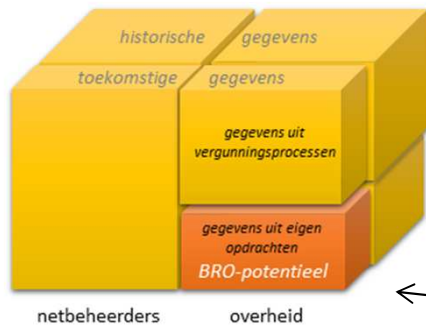 historische gegevens
toekomstige gegevens
gegevens uit
vergunningsprocessen
gegevens uit eigen
opdrachten
BRO-potentieel
netbeheerders overheid